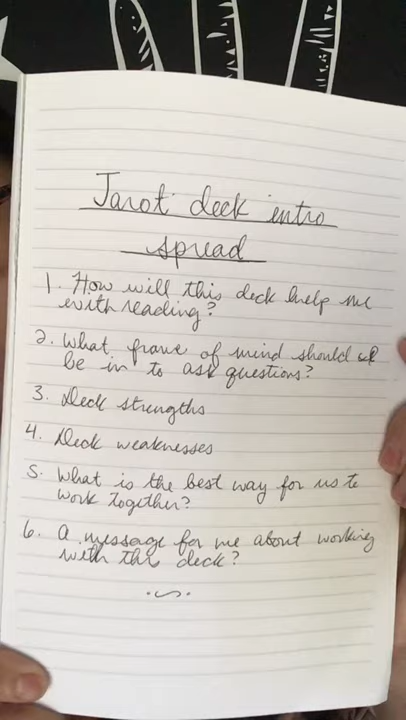 Tarot deck intro
spread
1. How will this deck help me
with reading?
2. What frame of mind should I
be in to ask questions?
3. Deck strengths
4. Deck weaknesses
5. What is the best way for us to
work together?
6. A message for me about working
with this deck?